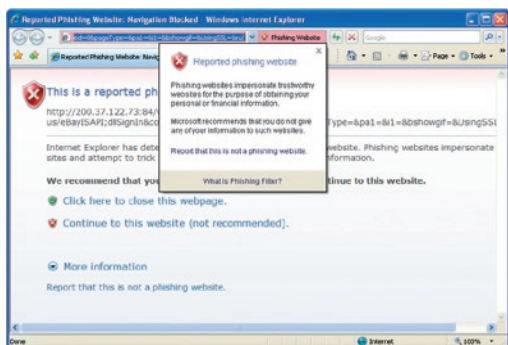 Reported Phishing Website: Navigation Blocked - Windows Internet Explorer
Phishing Website
Google
Reported Phishing Website: Navig
Page
Tools
Reported phishing website
Phishing websites impersonate trustworthy
websites for the purpose of obtaining your
personal or financial information.
Microsoft recommends that you do not give
any of your information to such websites.
Report that this is not a phishing website.
What is Phishing Filter?
This is a reported ph
http://200.37.122.73:84/
us/eBayISAPI;dllSignIn&co
Type=&pa1=&i1=&bshowgif=&UsingSSL
Internet Explorer has dete
website. Phishing websites impersonate
sites and attempt to trick
formation.
We recommend that you
tinue to this website.
Click here to close this webpage.
Continue to this website (not recommended).
More information
Report that this is not a phishing website.
Done
Internet
100%